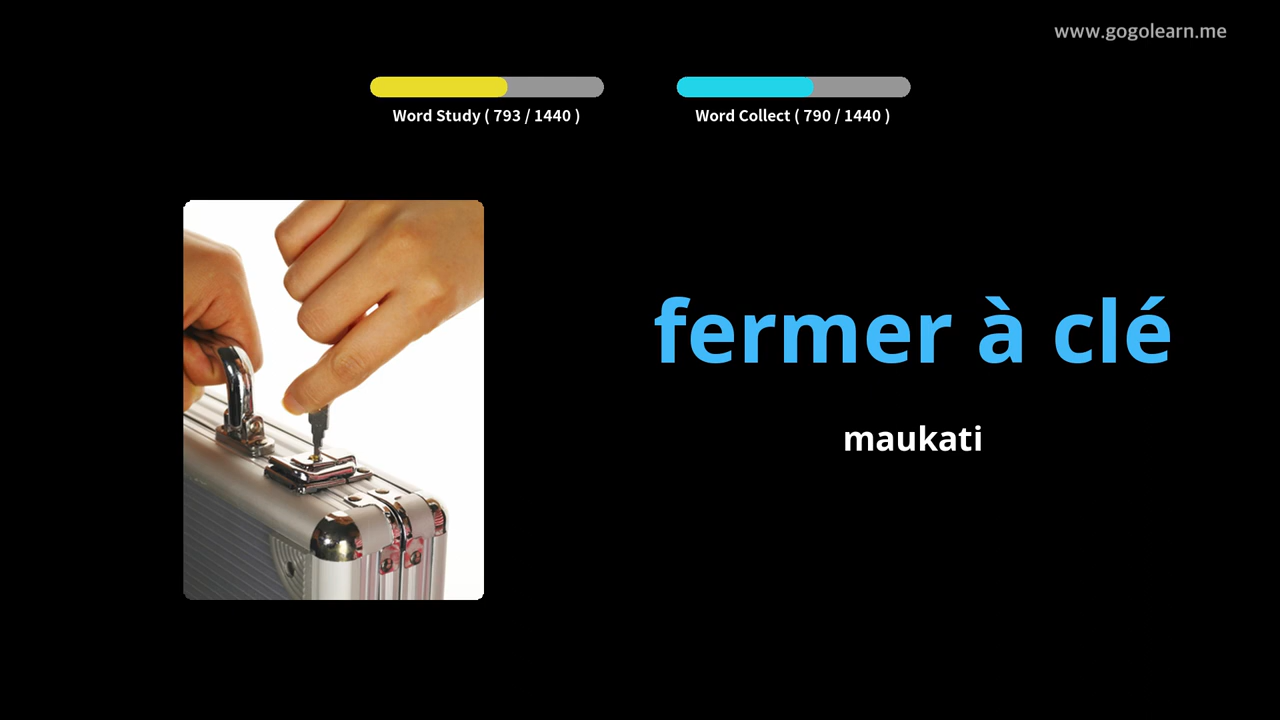 www.gogolearn.me
Word Study ( 793 / 1440 )
Word Collect ( 790 / 1440 )
fermer à clé
maukati